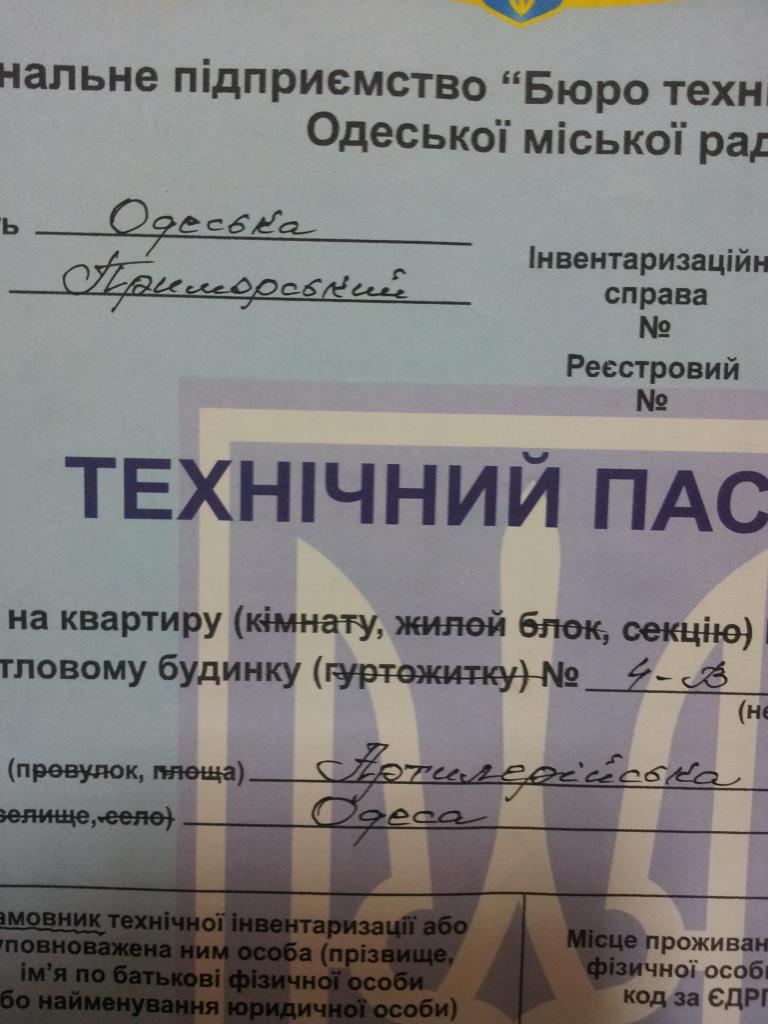 нальне підприємство “Бюро техн
Одеської міської рад
ь Одеська
Приморський
Інвентаризаційн
справа
№
Реєстровий
№
ТЕХНІЧНИЙ ПАС
на квартиру (кімнату, жилой блок, секцію)
тловому будинку (гуртожитку) № 4-В
(не
(провулок, площа) Артилерійська
селище, село) Одеса
амовник технічної інвентаризації або
уповноважена ним особа (прізвище,
ім’я по батькові фізичної особи
бо найменування юридичної особи)
Місце проживан
фізичної особи
код за ЄДРП